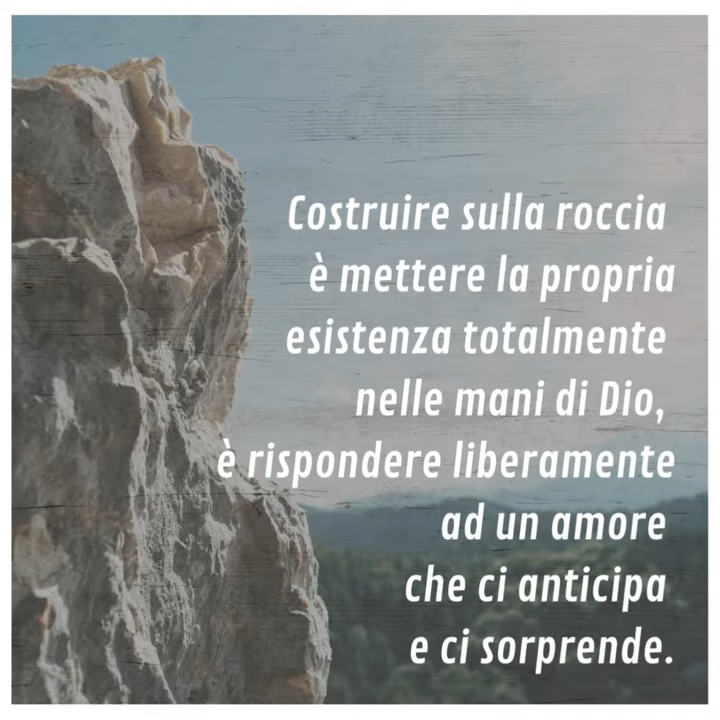 Costruire sulla roccia
è mettere la propria
esistenza totalmente
nelle mani di Dio,
è rispondere liberamente
ad un amore
che ci anticipa
e ci sorprende.